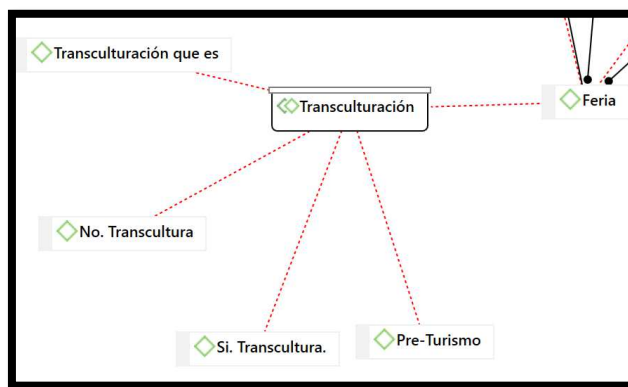 Transculturación que es
Transculturación
Feria
No. Transcultura
Si. Transcultura.
Pre-Turismo